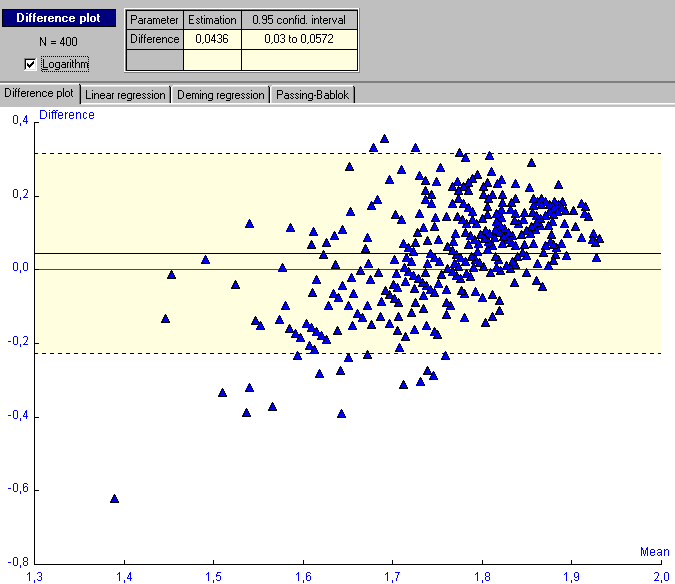 Difference plot
N = 400
Logarithm
Parameter Estimation 0.95 confid. interval
Difference 0,0436 0,03 to 0,0572
Difference plot Linear regression Deming regression Passing-Bablok
Difference
0,4
0,2
0,0
-0,2
-0,4
-0,6
-0,8
Mean
1,3 1,4 1,5 1,6 1,7 1,8 1,9 2,0